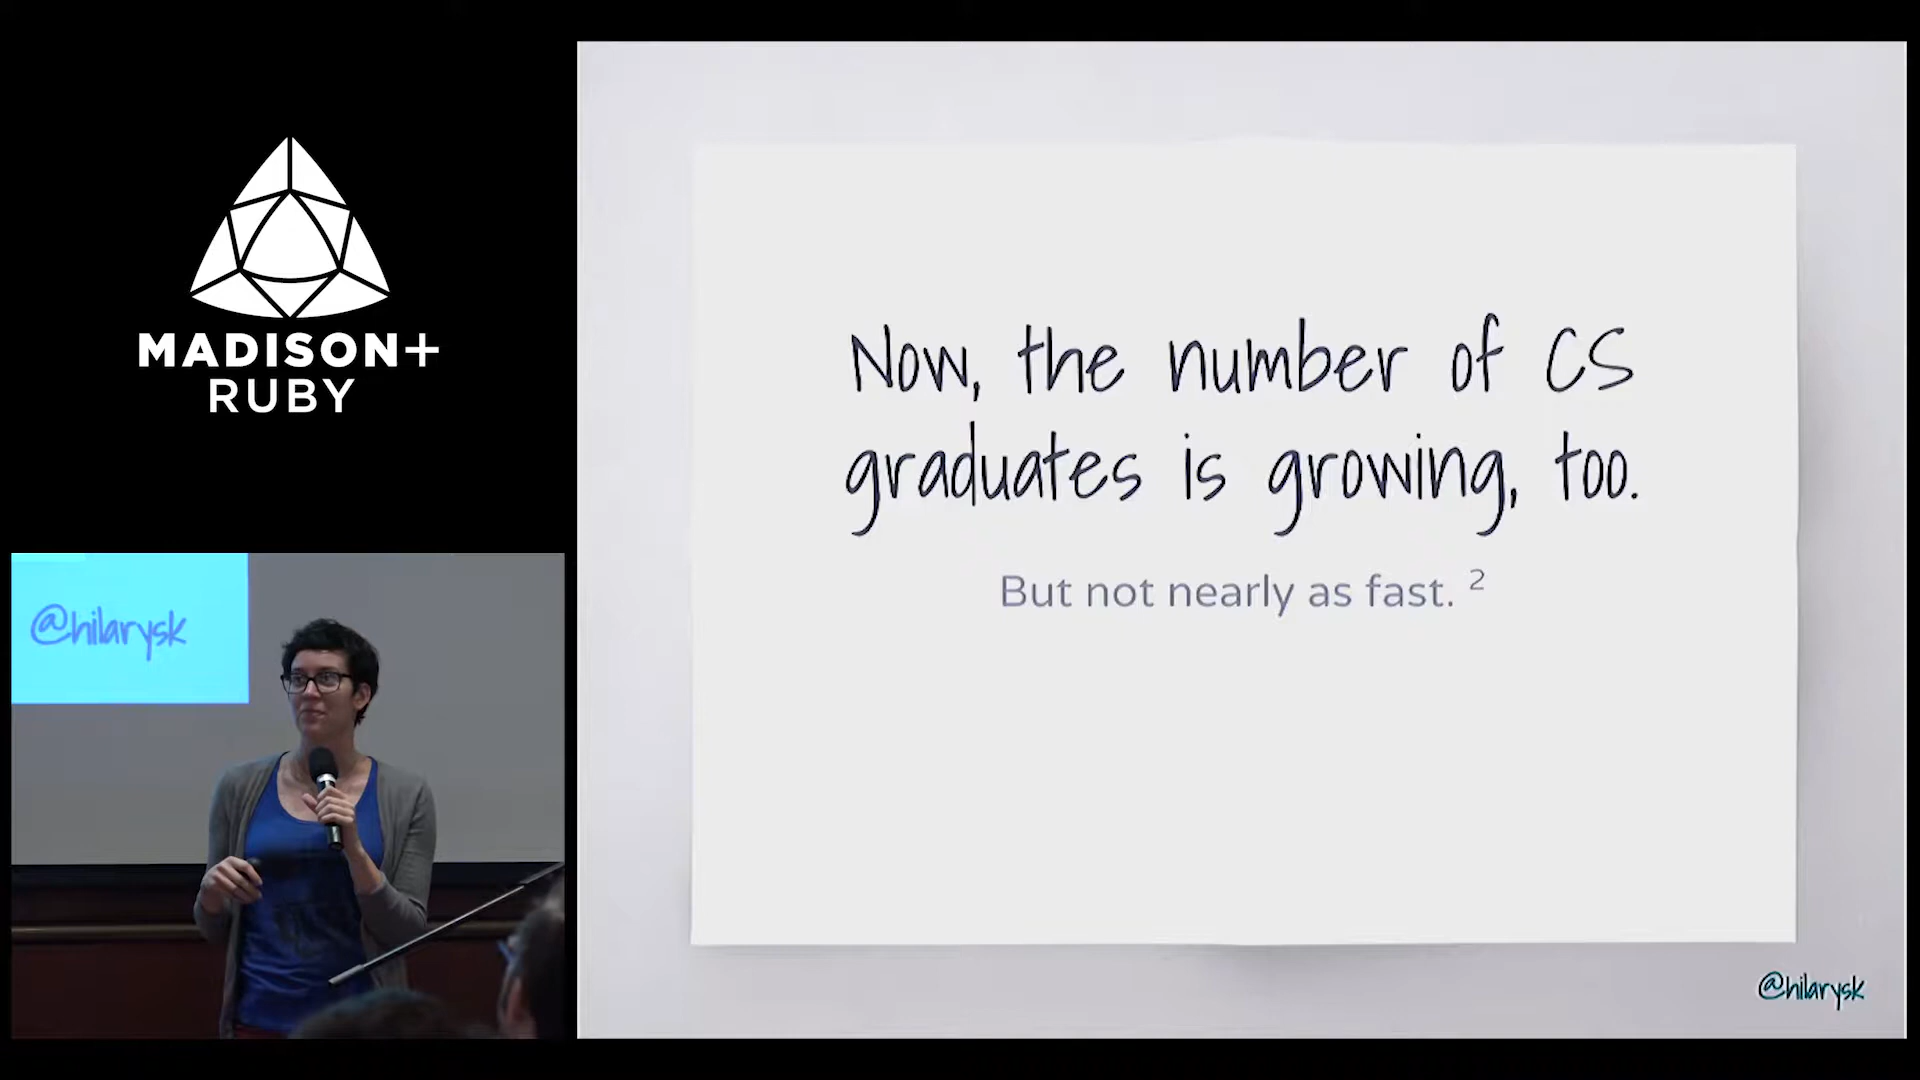 MADISON+
RUBY
@hilarysk
Now, the number of CS
graduates is growing, too.
But not nearly as fast. ²
@hilarysk